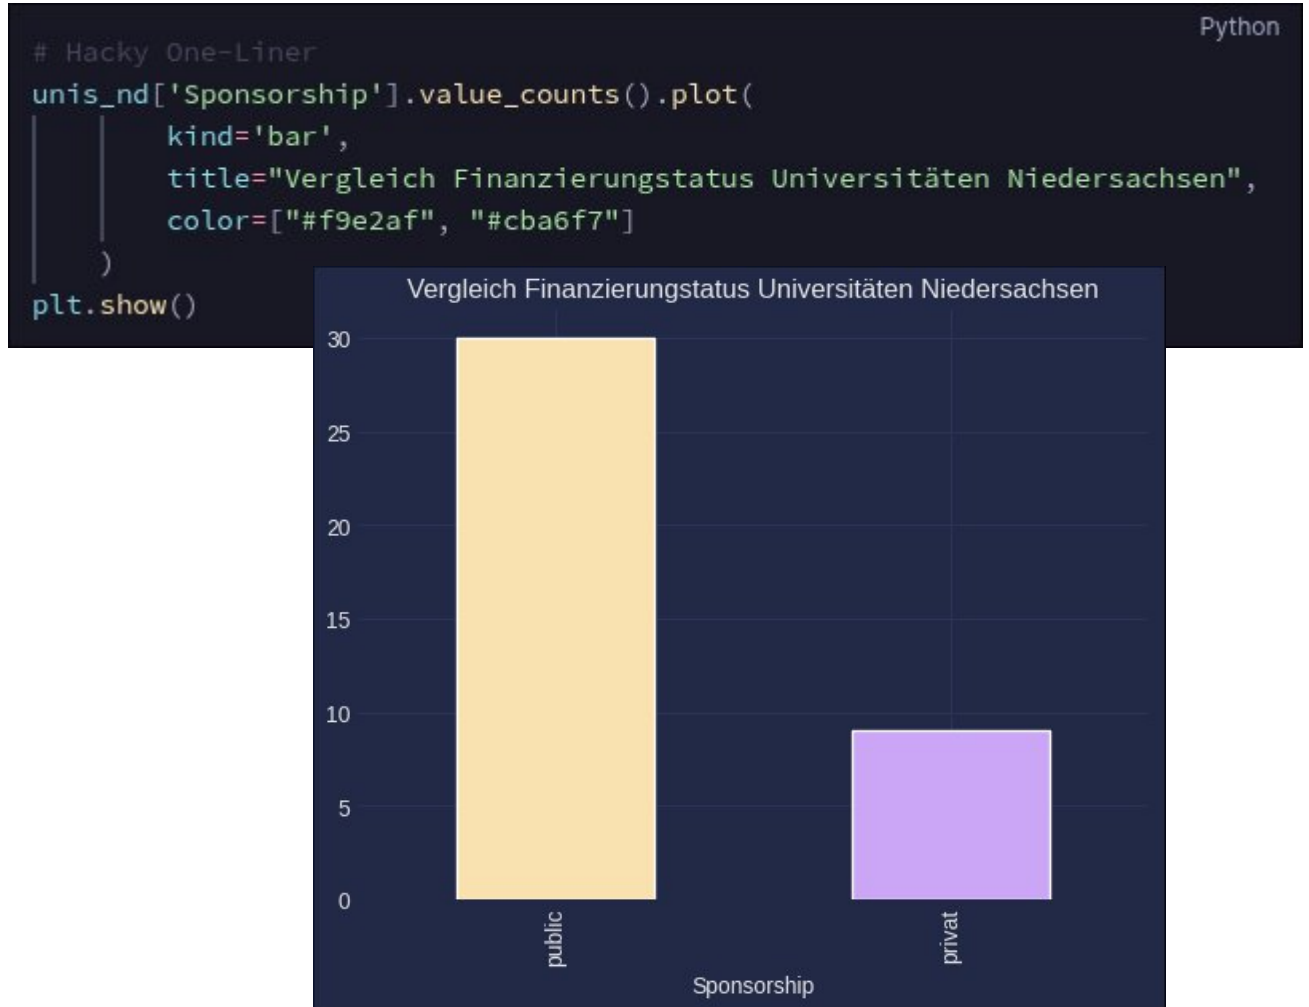 Python
# Hacky One-Liner
unis_nd['Sponsorship'].value_counts().plot(
kind='bar',
title="Vergleich Finanzierungstatus Universitäten Niedersachsen",
color=["#f9e2af", "#cba6f7"]
)
plt.show()
Vergleich Finanzierungstatus Universitäten Niedersachsen
30
25
20
15
10
5
0
public
privat
Sponsorship